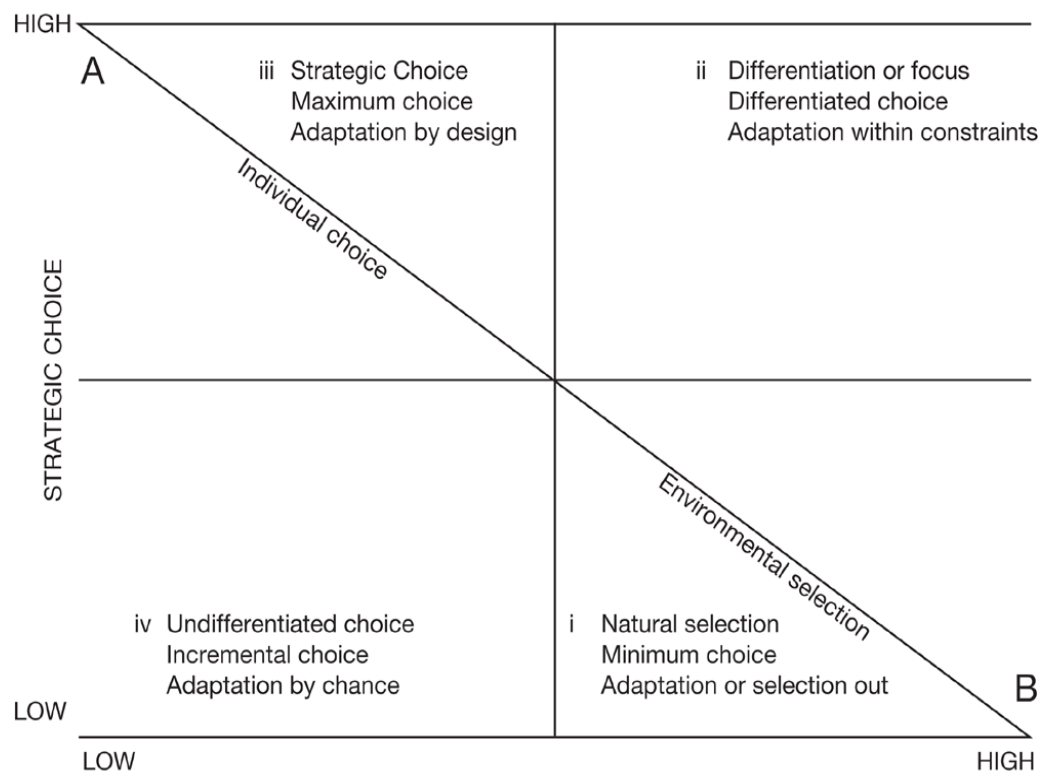 HIGH
A
iii Strategic Choice
Maximum choice
Adaptation by design
ii Differentiation or focus
Differentiated choice
Adaptation within constraints
Individual choice
STRATEGIC CHOICE
Environmental selection
iv Undifferentiated choice
Incremental choice
Adaptation by chance
i Natural selection
Minimum choice
Adaptation or selection out
B
LOW
LOW
HIGH